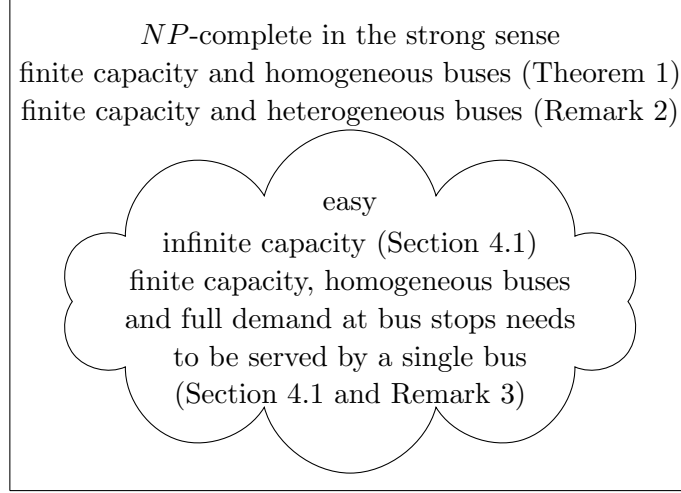 NP-complete in the strong sense
finite capacity and homogeneous buses (Theorem 1)
finite capacity and heterogeneous buses (Remark 2)
easy
infinite capacity (Section 4.1)
finite capacity, homogeneous buses
and full demand at bus stops needs
to be served by a single bus
(Section 4.1 and Remark 3)